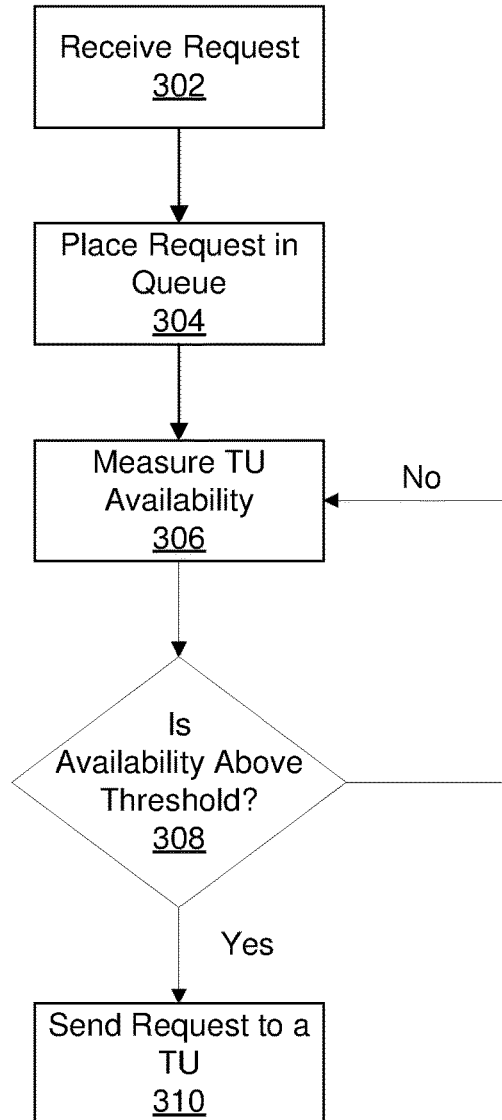 Receive Request
302
Place Request in
Queue
304
Measure TU
Availability
306
No
Is
Availability Above
Threshold?
308
Yes
Send Request to a
TU
310